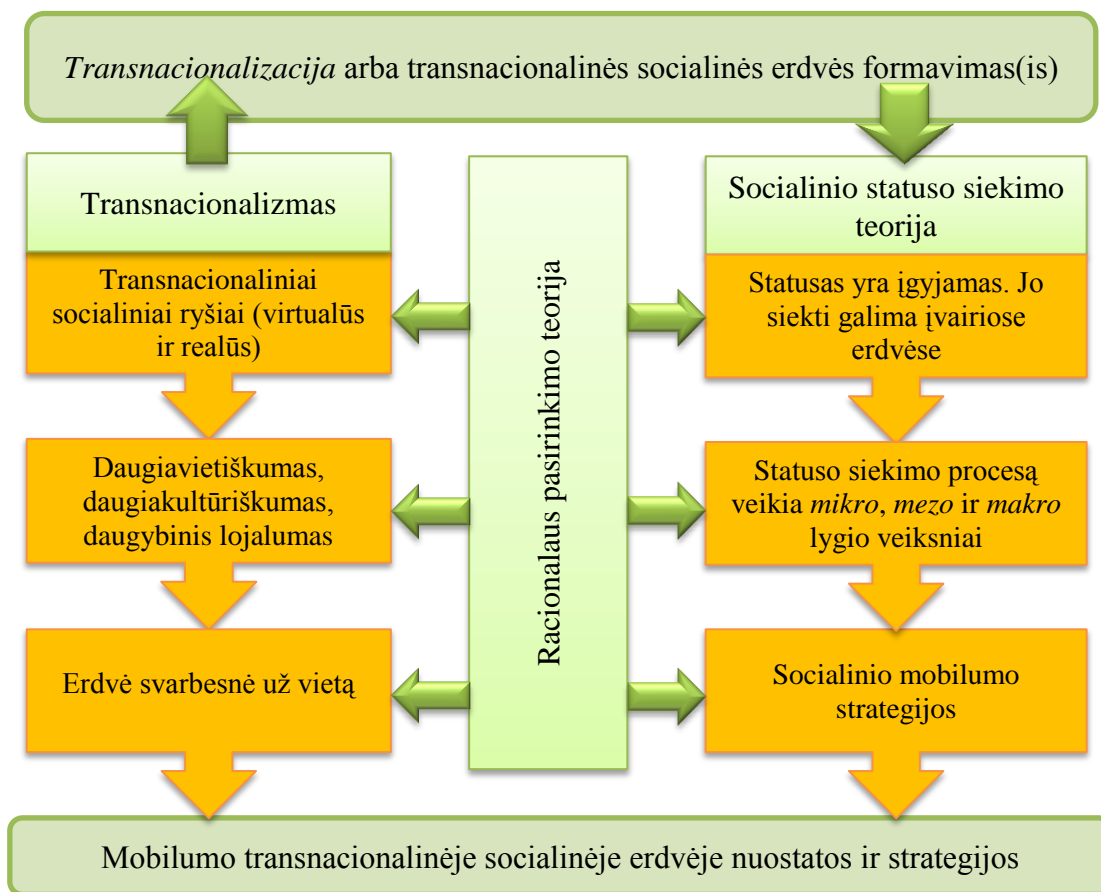 Transnacionalizacija arba transnacionalinės socialinės erdvės formavimas(is)
Transnacionalizmas
Transnacionaliniai
socialiniai ryšiai (virtualūs
ir realūs)
Daugiavietiškumas,
daugiakultūriškumas,
daugybinis lojalumas
Erdvė svarbesnė už vietą
Racionalaus pasirinkimo teorija
Socialinio statuso siekimo
teorija
Statusas yra įgyjamas. Jo
siekti galima įvairiose
erdvėse
Statuso siekimo procesą
veikia mikro, mezo ir makro
lygio veiksniai
Socialinio mobilumo
strategijos
Mobilumo transnacionalinėje socialinėje erdvėje nuostatos ir strategijos